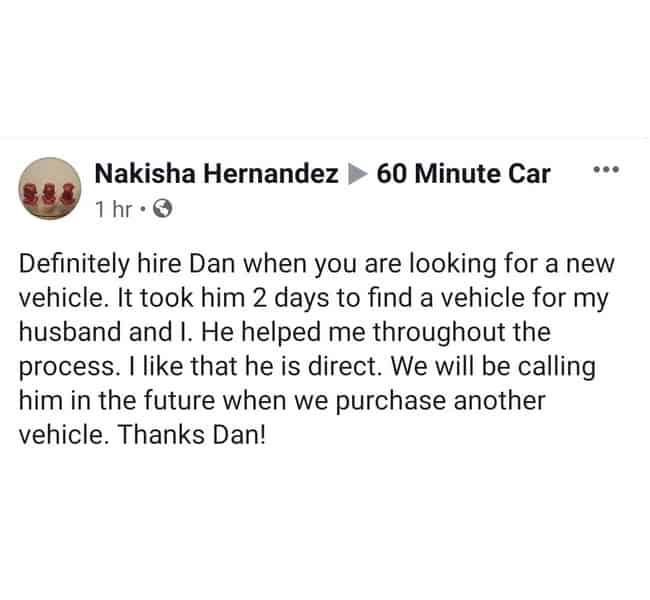 Nakisha Hernandez ▶ 60 Minute Car
1 hr ·
Definitely hire Dan when you are looking for a new
vehicle. It took him 2 days to find a vehicle for my
husband and I. He helped me throughout the
process. I like that he is direct. We will be calling
him in the future when we purchase another
vehicle. Thanks Dan!